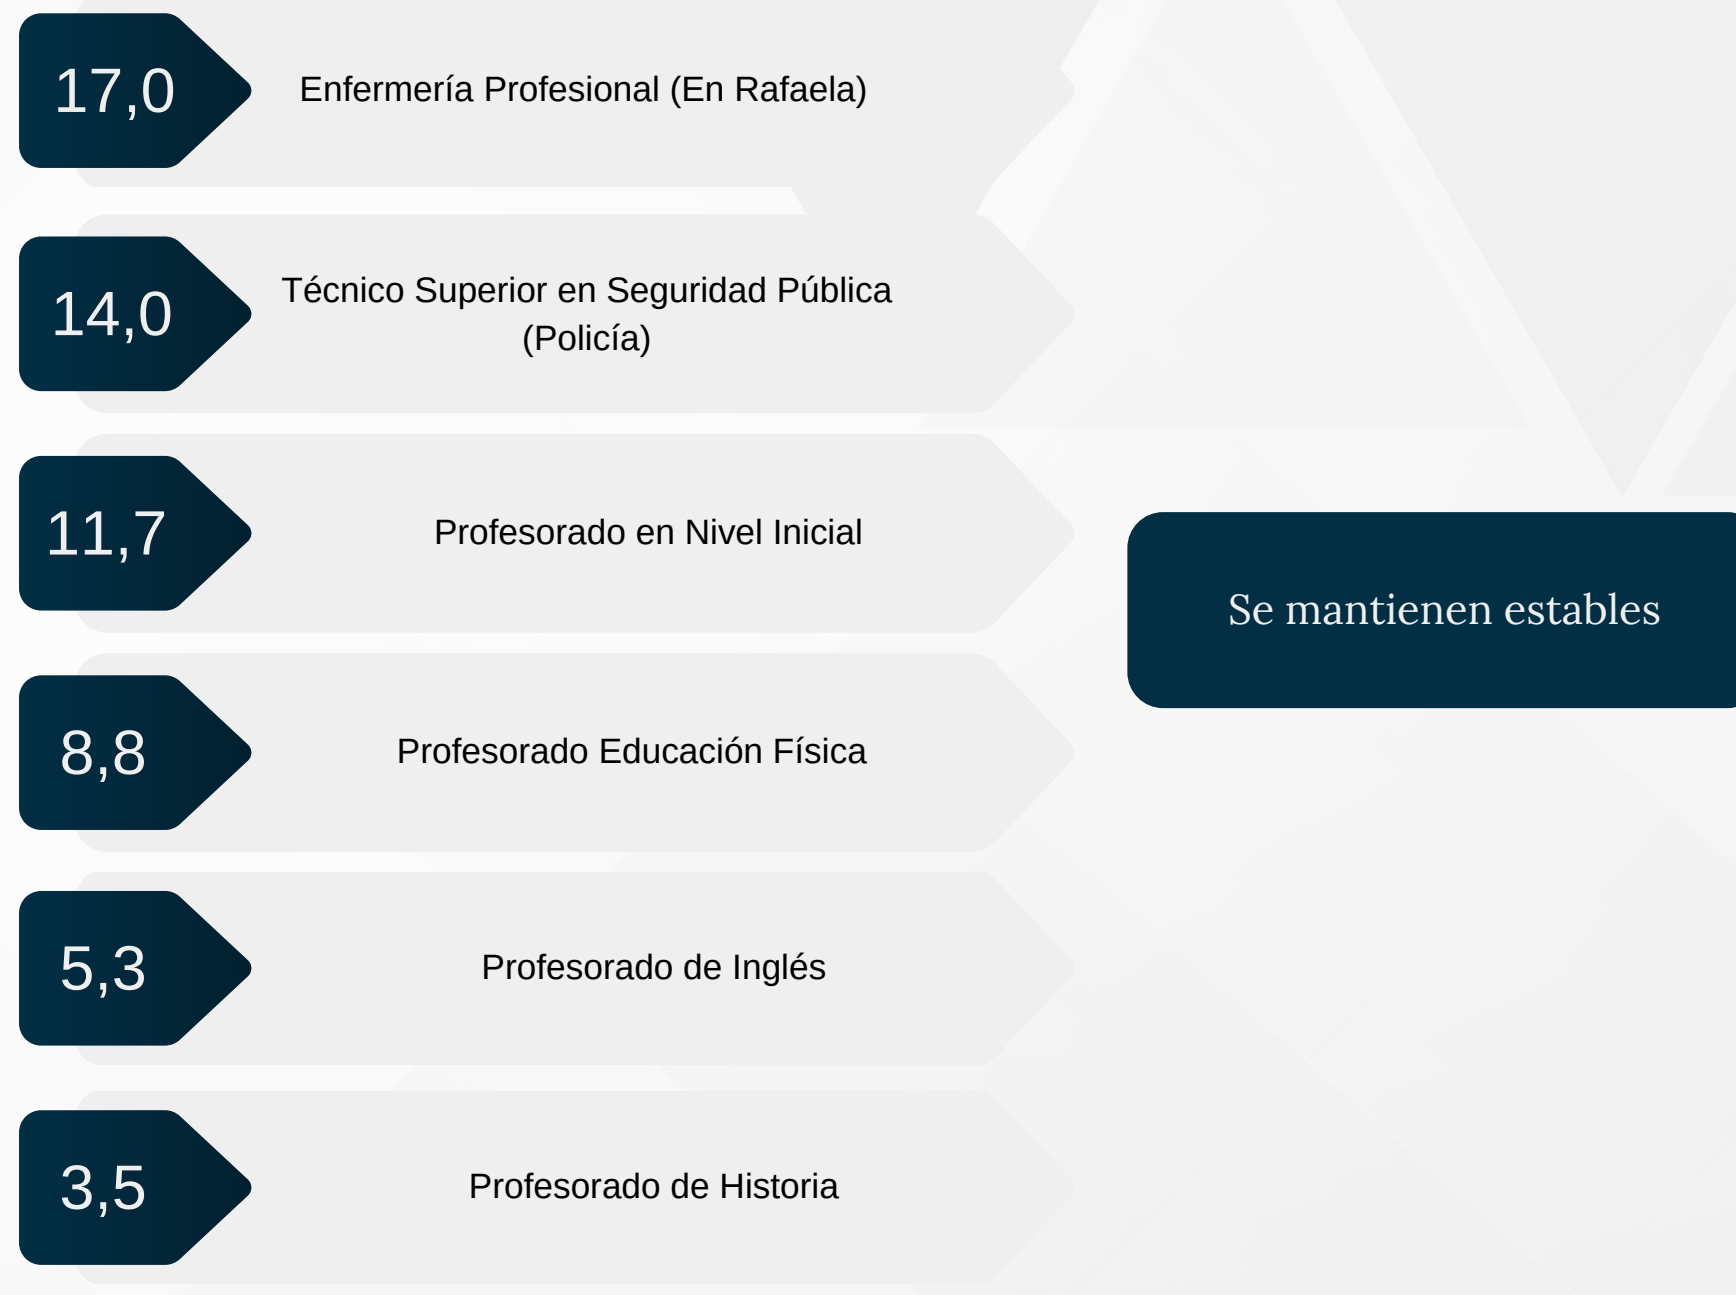 17,0
Enfermería Profesional (En Rafaela)
14,0
Técnico Superior en Seguridad Pública
(Policía)
11,7
Profesorado en Nivel Inicial
Se mantienen estables
8,8
Profesorado Educación Física
5,3
Profesorado de Inglés
3,5
Profesorado de Historia